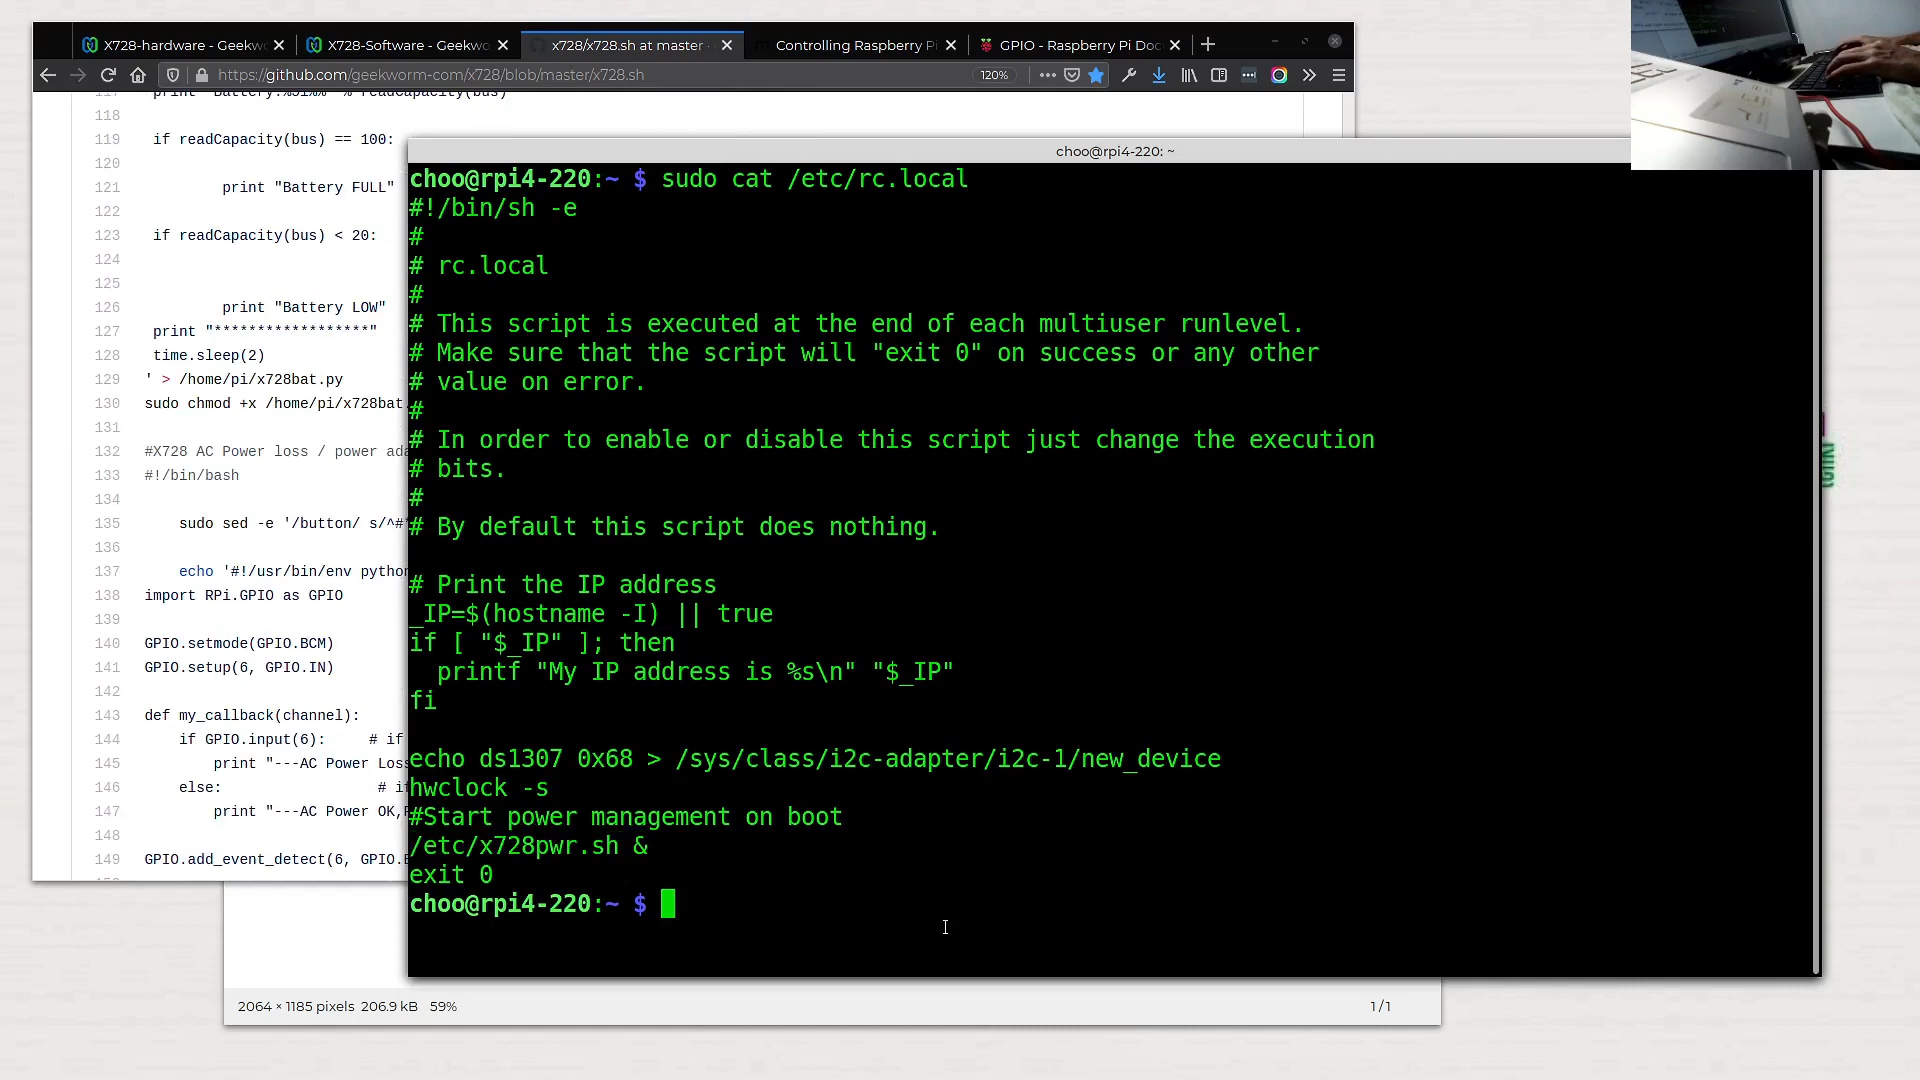 X728-hardware - Geekwo
X728-Software - Geekwo
x728/x728.sh at master
Controlling Raspberry Pi
GPIO - Raspberry Pi Doc
https://github.com/geekworm-com/x728/blob/master/x728.sh
120%
118
119 if readCapacity(bus) == 100:
120
121 print "Battery FULL"
122
123 if readCapacity(bus) < 20:
124
125
126 print "Battery LOW"
127 print "******************"
128 time.sleep(2)
129 ' > /home/pi/x728bat.py
130 sudo chmod +x /home/pi/x728bat
131
132 #X728 AC Power loss / power ada
133 #!/bin/bash
134
135 sudo sed -e '/button/ s/^#
136
137 echo '#!/usr/bin/env python
138 import RPi.GPIO as GPIO
139
140 GPIO.setmode(GPIO.BCM)
141 GPIO.setup(6, GPIO.IN)
142
143 def my_callback(channel):
144 if GPIO.input(6): # if
145 print "---AC Power Loss
146 else: # i
147 print "---AC Power OK,
148
149 GPIO.add_event_detect(6, GPIO.
choo@rpi4-220: ~
choo@rpi4-220:~ $ sudo cat /etc/rc.local
#!/bin/sh -e
#
# rc.local
#
# This script is executed at the end of each multiuser runlevel.
# Make sure that the script will "exit 0" on success or any other
# value on error.
#
# In order to enable or disable this script just change the execution
# bits.
#
# By default this script does nothing.
# Print the IP address
_IP=$(hostname -I) || true
if [ "$_IP" ]; then
printf "My IP address is %s\n" "$_IP"
fi
echo ds1307 0x68 > /sys/class/i2c-adapter/i2c-1/new_device
hwclock -s
#Start power management on boot
/etc/x728pwr.sh &
exit 0
choo@rpi4-220:~ $
2064 × 1185 pixels 206.9 kB 59%
1 / 1